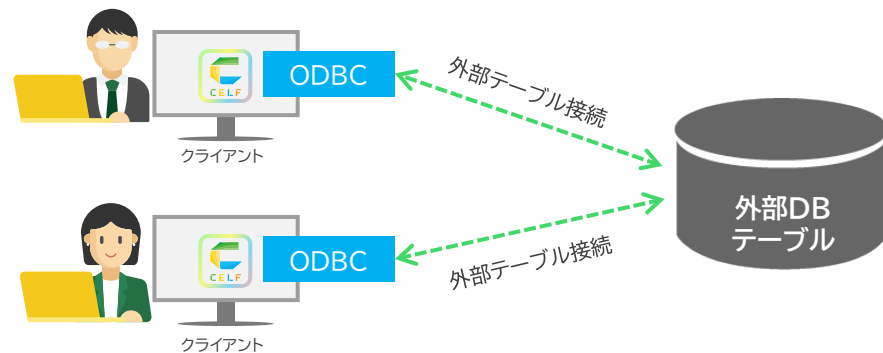 CELF
ODBC
クライアント
外部テーブル接続
外部DB
テーブル
CELF
ODBC
クライアント
外部テーブル接続